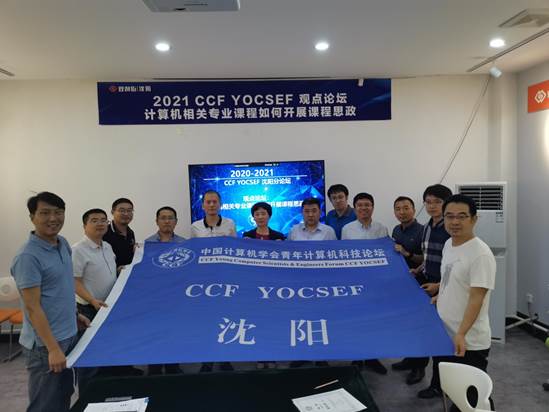 2021 CCF YOCSEF 观点论坛
计算机相关专业课程如何开展课程思政
2020-2021
CCF YOCSEF 沈阳分论坛
观点论坛
中国计算机学会青年计算机科技论坛
CCF Young Computer Scientists & Engineers Forum CCF YOCSEF
CCF YOCSEF
沈 阳